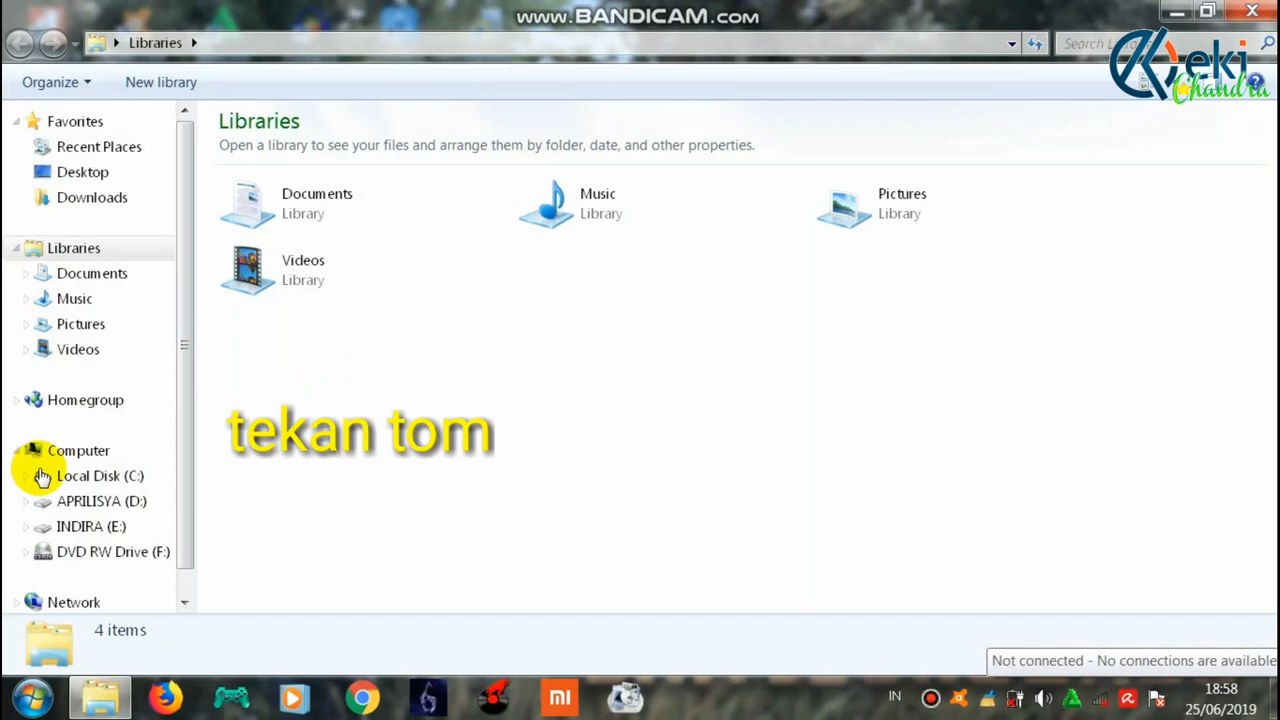 www.BANDICAM.com
Libraries
eki
Chandra
Organize
New library
Favorites
Recent Places
Desktop
Downloads
Libraries
Documents
Music
Pictures
Videos
Homegroup
Computer
Local Disk (C:)
APRILISYA (D:)
INDIRA (E:)
DVD RW Drive (F:)
Network
Libraries
Open a library to see your files and arrange them by folder, date, and other properties.
Documents
Library
Music
Library
Pictures
Library
Videos
Library
tekan tom
4 items
Not connected - No connections are available
mi
IN
18:58
25/06/2019